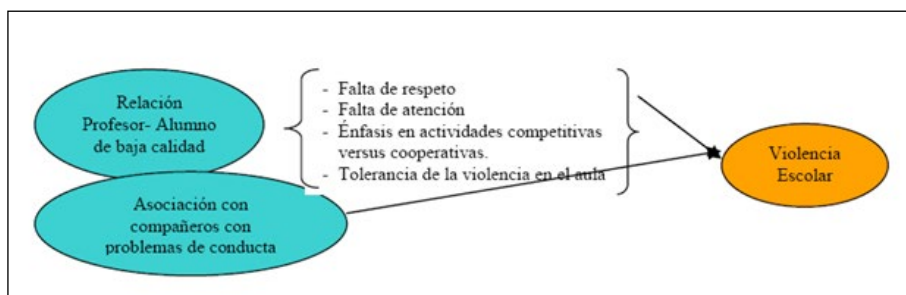 Relación
Profesor- Alumno
de baja calidad
- Falta de respeto
- Falta de atención
- Énfasis en actividades competitivas
versus cooperativas.
- Tolerancia de la violencia en el aula
Asociación con
compañeros con
problemas de conducta
Violencia
Escolar